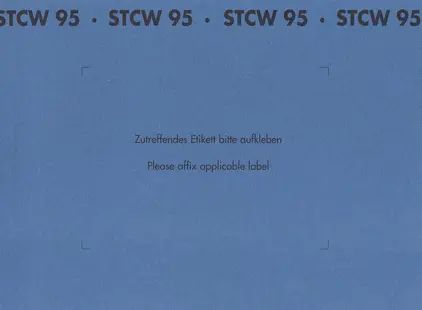 STCW 95 · STCW 95 · STCW 95 · STCW 95
Zutreffendes Etikett bitte aufkleben
Please affix applicable label